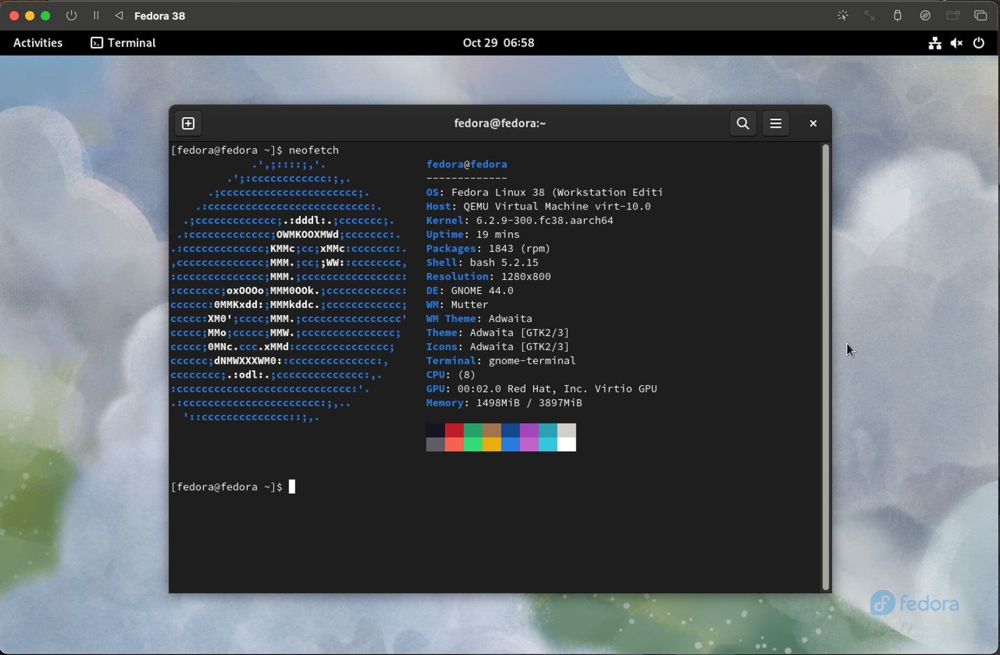 Fedora 38
Activities
Terminal
Oct 29 06:58
fedora@fedora:~
[fedora@fedora ~]$ neofetch
.',;::::;,'.
.';:cccccccccccc:;,.
.;cccccccccccccccccccccc;.
.:cccccccccccccccccccccccccc:.
.;ccccccccccccc;.:dddl:.;ccccccc;.
.:ccccccccccccc;OWMKOOXMWd;ccccccc:.
.:ccccccccccccc;KMMc;cc;xMMc:ccccccc:.
,cccccccccccccc;MMM.;cc;;WW::cccccccc,
:cccccccccccccc;MMM.;cccccccccccccccc:
:ccccccc;oxOOOo;MMM0OOk.;cccccccccccc:
cccccc:0MMKxdd:;MMMkddc.;cccccccccccc;
ccccc:XM0';cccc;MMM.;cccccccccccccccc'
ccccc;MMo;ccccc;MMW.;ccccccccccccccc;
ccccc;0MNc.ccc.xMMd:ccccccccccccccc;
cccccc;dNMWXXXWM0::cccccccccccccc:,
cccccccc;.:odl:.;cccccccccccccc:,.
:cccccccccccccccccccccccccccc:'.
.:cccccccccccccccccccccc:;,..
'::cccccccccccccc::;,.
fedora@fedora
-------------
OS: Fedora Linux 38 (Workstation Editi
Host: QEMU Virtual Machine virt-10.0
Kernel: 6.2.9-300.fc38.aarch64
Uptime: 19 mins
Packages: 1843 (rpm)
Shell: bash 5.2.15
Resolution: 1280x800
DE: GNOME 44.0
WM: Mutter
WM Theme: Adwaita
Theme: Adwaita [GTK2/3]
Icons: Adwaita [GTK2/3]
Terminal: gnome-terminal
CPU: (8)
GPU: 00:02.0 Red Hat, Inc. Virtio GPU
Memory: 1498MiB / 3897MiB
[fedora@fedora ~]$
fedora